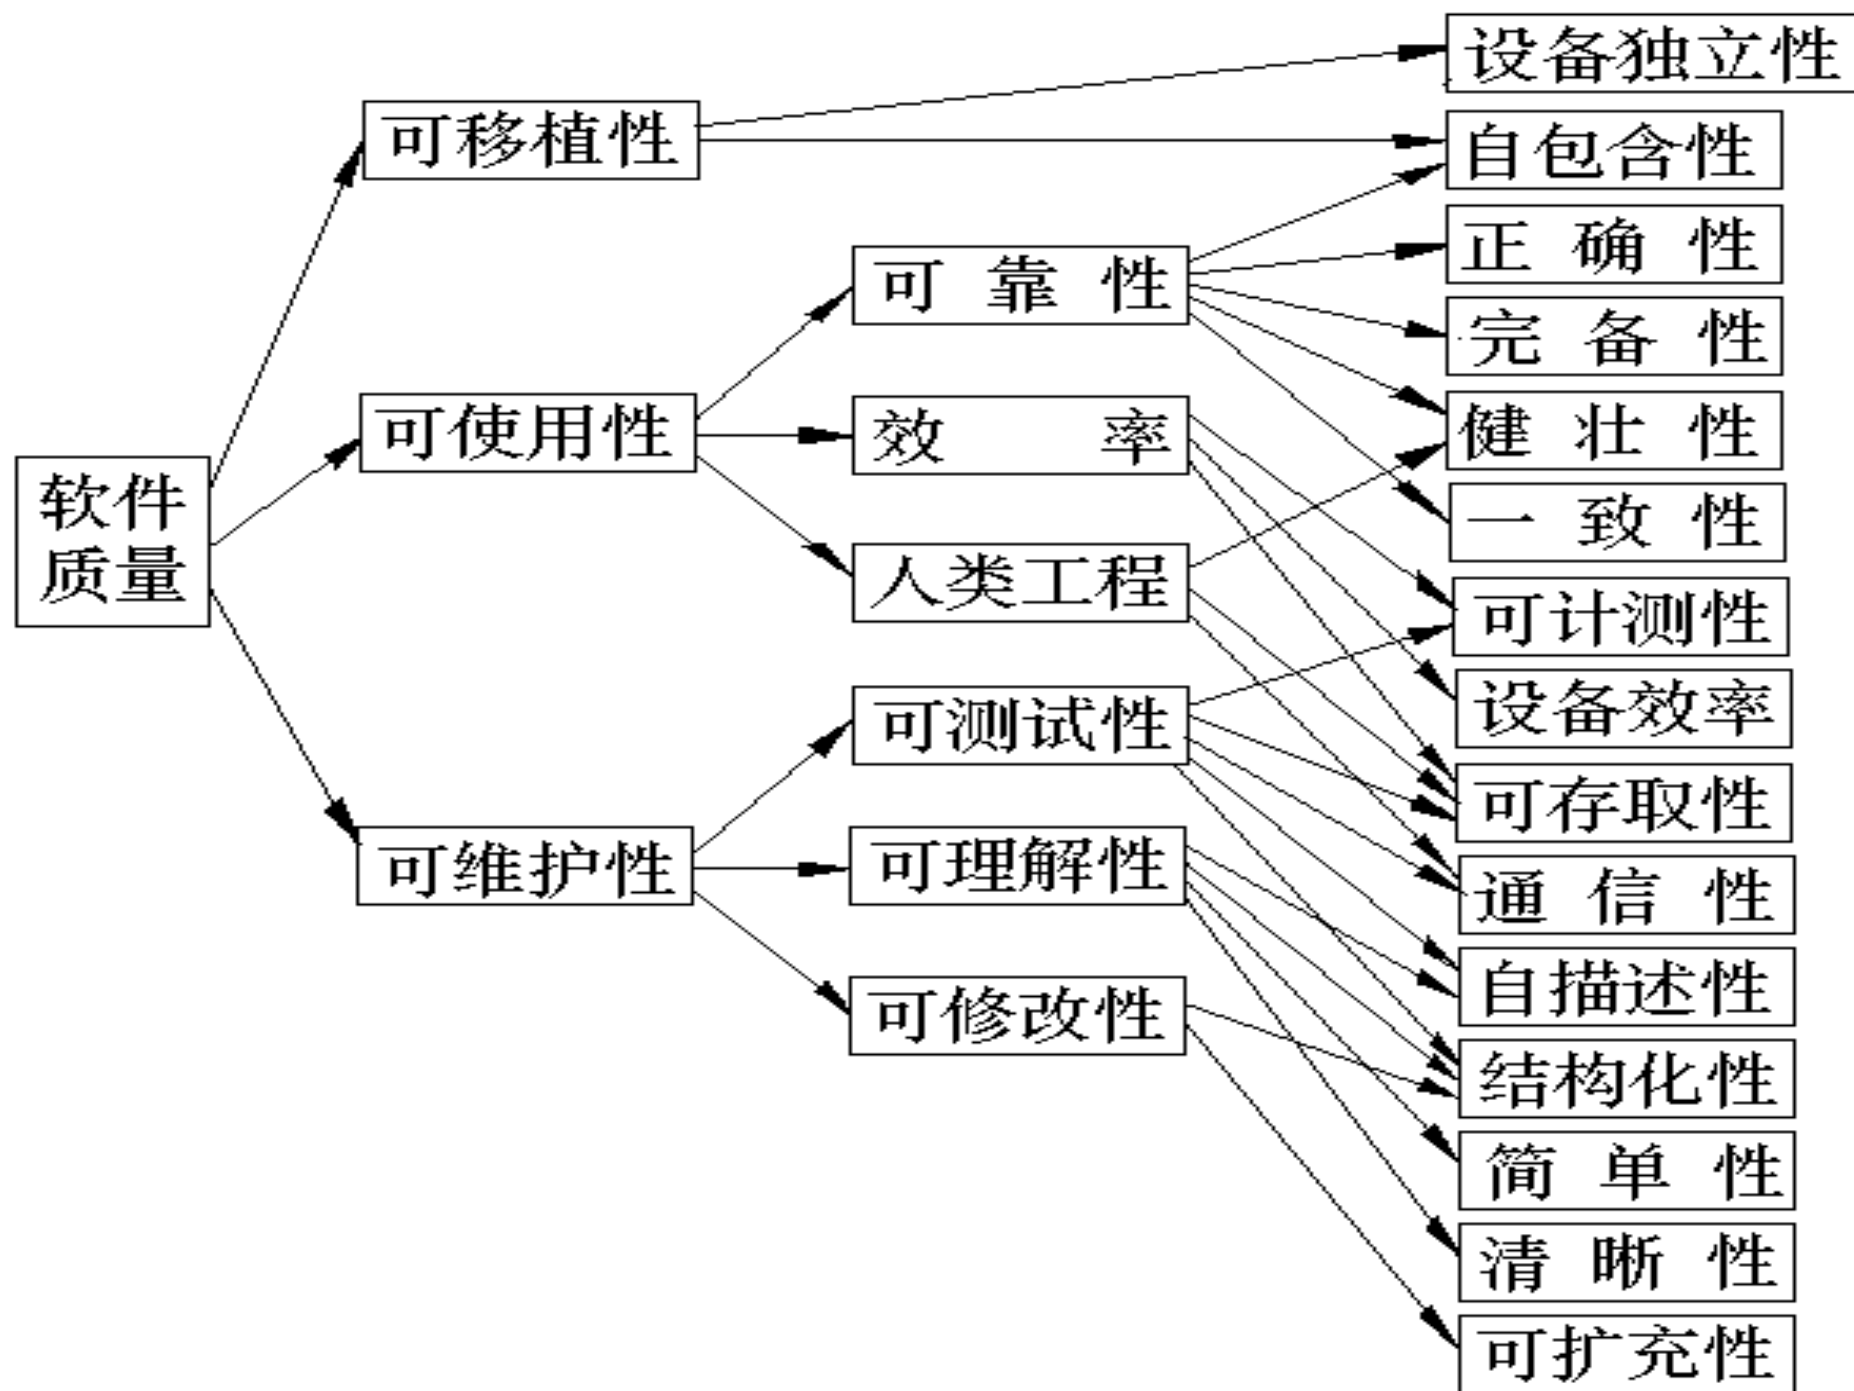 软件
质量
可移植性
可使用性
可维护性
可 靠 性
效 率
人类工程
可测试性
可理解性
可修改性
设备独立性
自包含性
正 确 性
完 备 性
健 壮 性
一 致 性
可计测性
设备效率
可存取性
通 信 性
自描述性
结构化性
简 单 性
清 晰 性
可扩充性